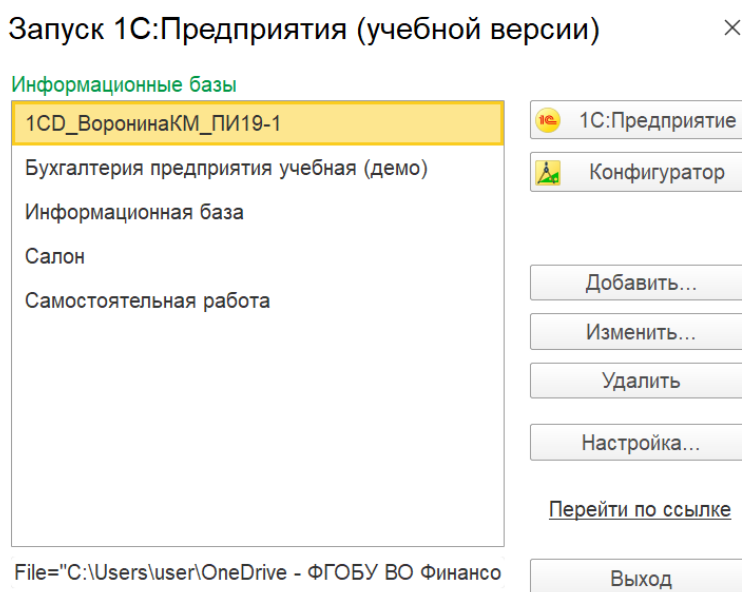 Запуск 1С:Предприятия (учебной версии)
Информационные базы
1CD_ВоронинаКМ_ПИ19-1
Бухгалтерия предприятия учебная (демо)
Информационная база
Салон
Самостоятельная работа
1С:Предприятие
Конфигуратор
Добавить...
Изменить...
Удалить
Настройка...
Перейти по ссылке
File="C:\Users\user\OneDrive - ФГОБУ ВО Финансо
Выход